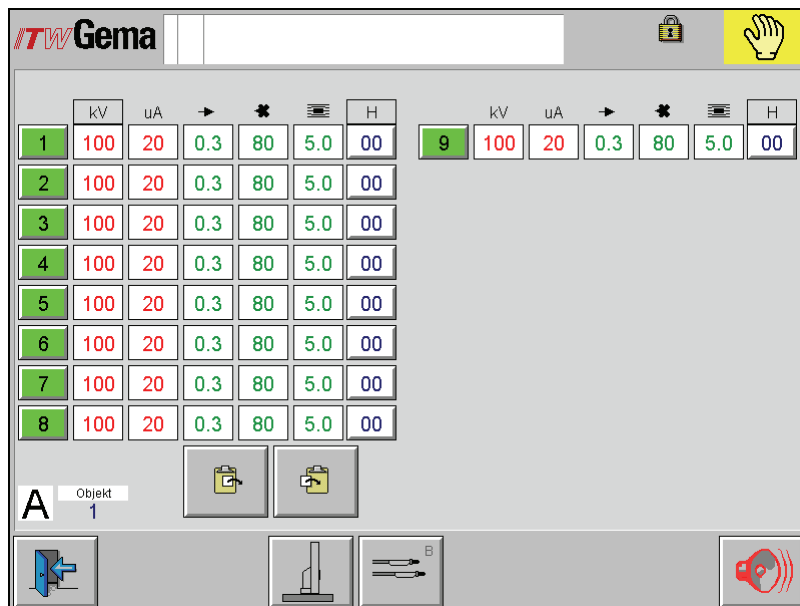 ITWGema
kV uA H kV uA H
1 100 20 0.3 80 5.0 00 9 100 20 0.3 80 5.0 00
2 100 20 0.3 80 5.0 00
3 100 20 0.3 80 5.0 00
4 100 20 0.3 80 5.0 00
5 100 20 0.3 80 5.0 00
6 100 20 0.3 80 5.0 00
7 100 20 0.3 80 5.0 00
8 100 20 0.3 80 5.0 00
A Objekt
1
B